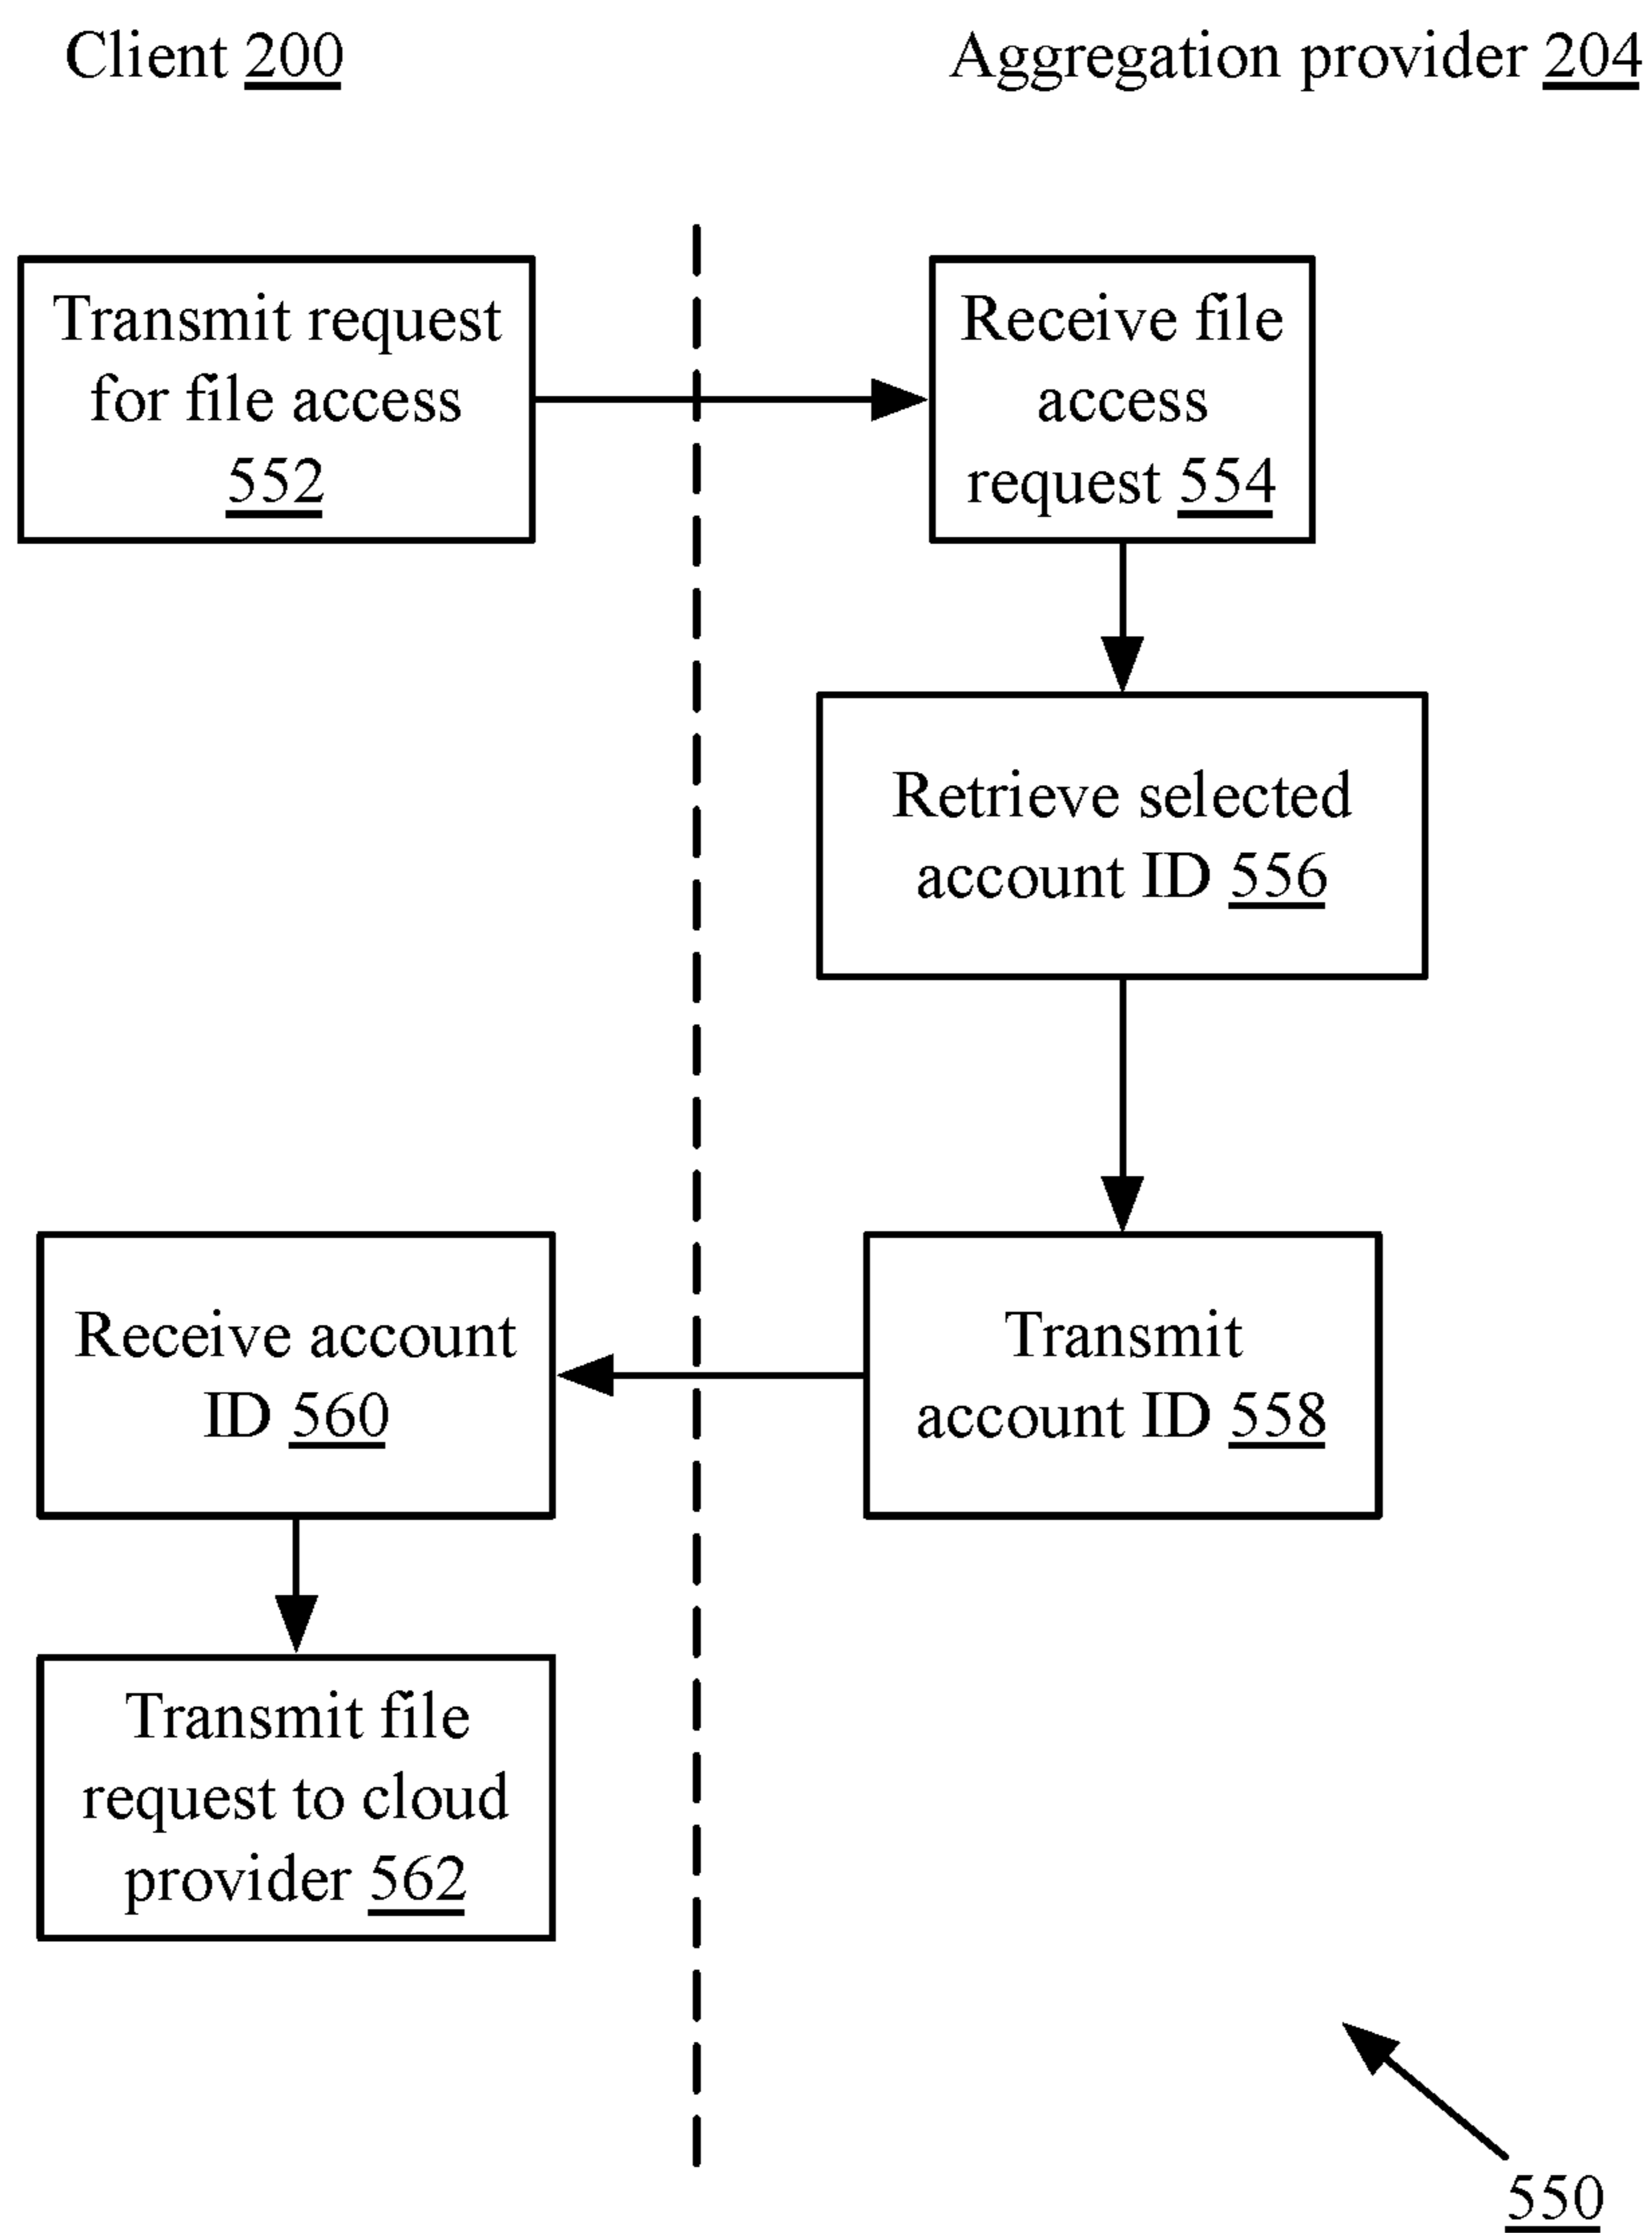 Client 200
Aggregation provider 204
Transmit request
for file access
552
Receive file
access
request 554
Retrieve selected
account ID 556
Transmit
account ID 558
Receive account
ID 560
Transmit file
request to cloud
provider 562
550